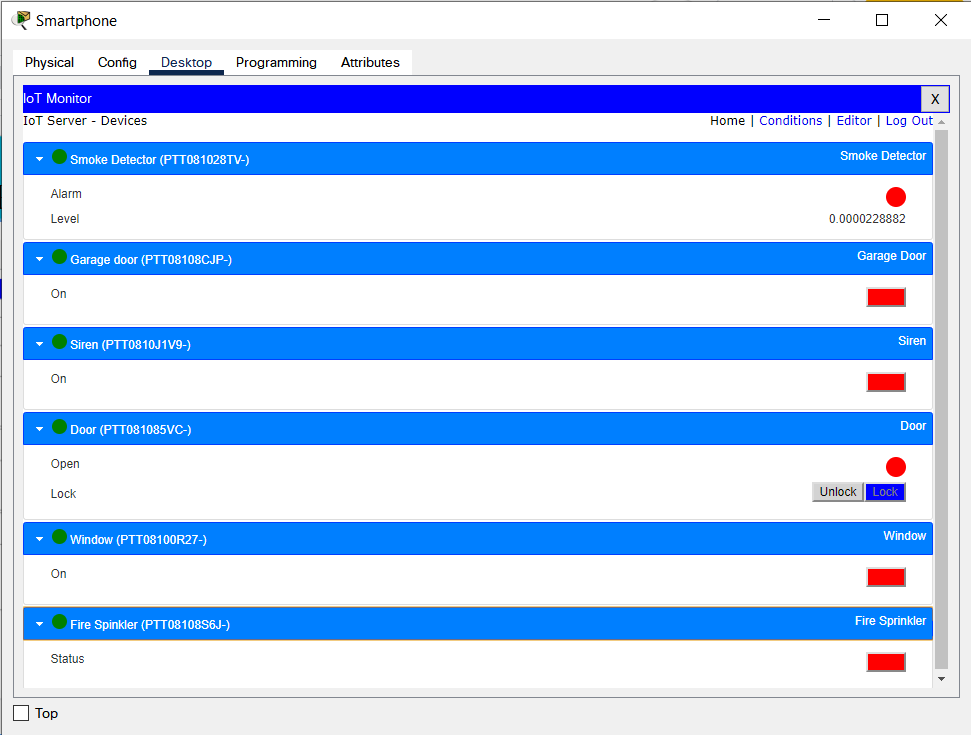 Smartphone
Physical Config Desktop Programming Attributes
IoT Monitor X
IoT Server - Devices Home | Conditions | Editor | Log Out
Smoke Detector (PTT081028TV-) Smoke Detector
Alarm
Level 0.0000228882
Garage door (PTT08108CJP-) Garage Door
On
Siren (PTT0810J1V9-) Siren
On
Door (PTT081085VC-) Door
Open
Lock Unlock Lock
Window (PTT08100R27-) Window
On
Fire Spinkler (PTT08108S6J-) Fire Sprinkler
Status
Top